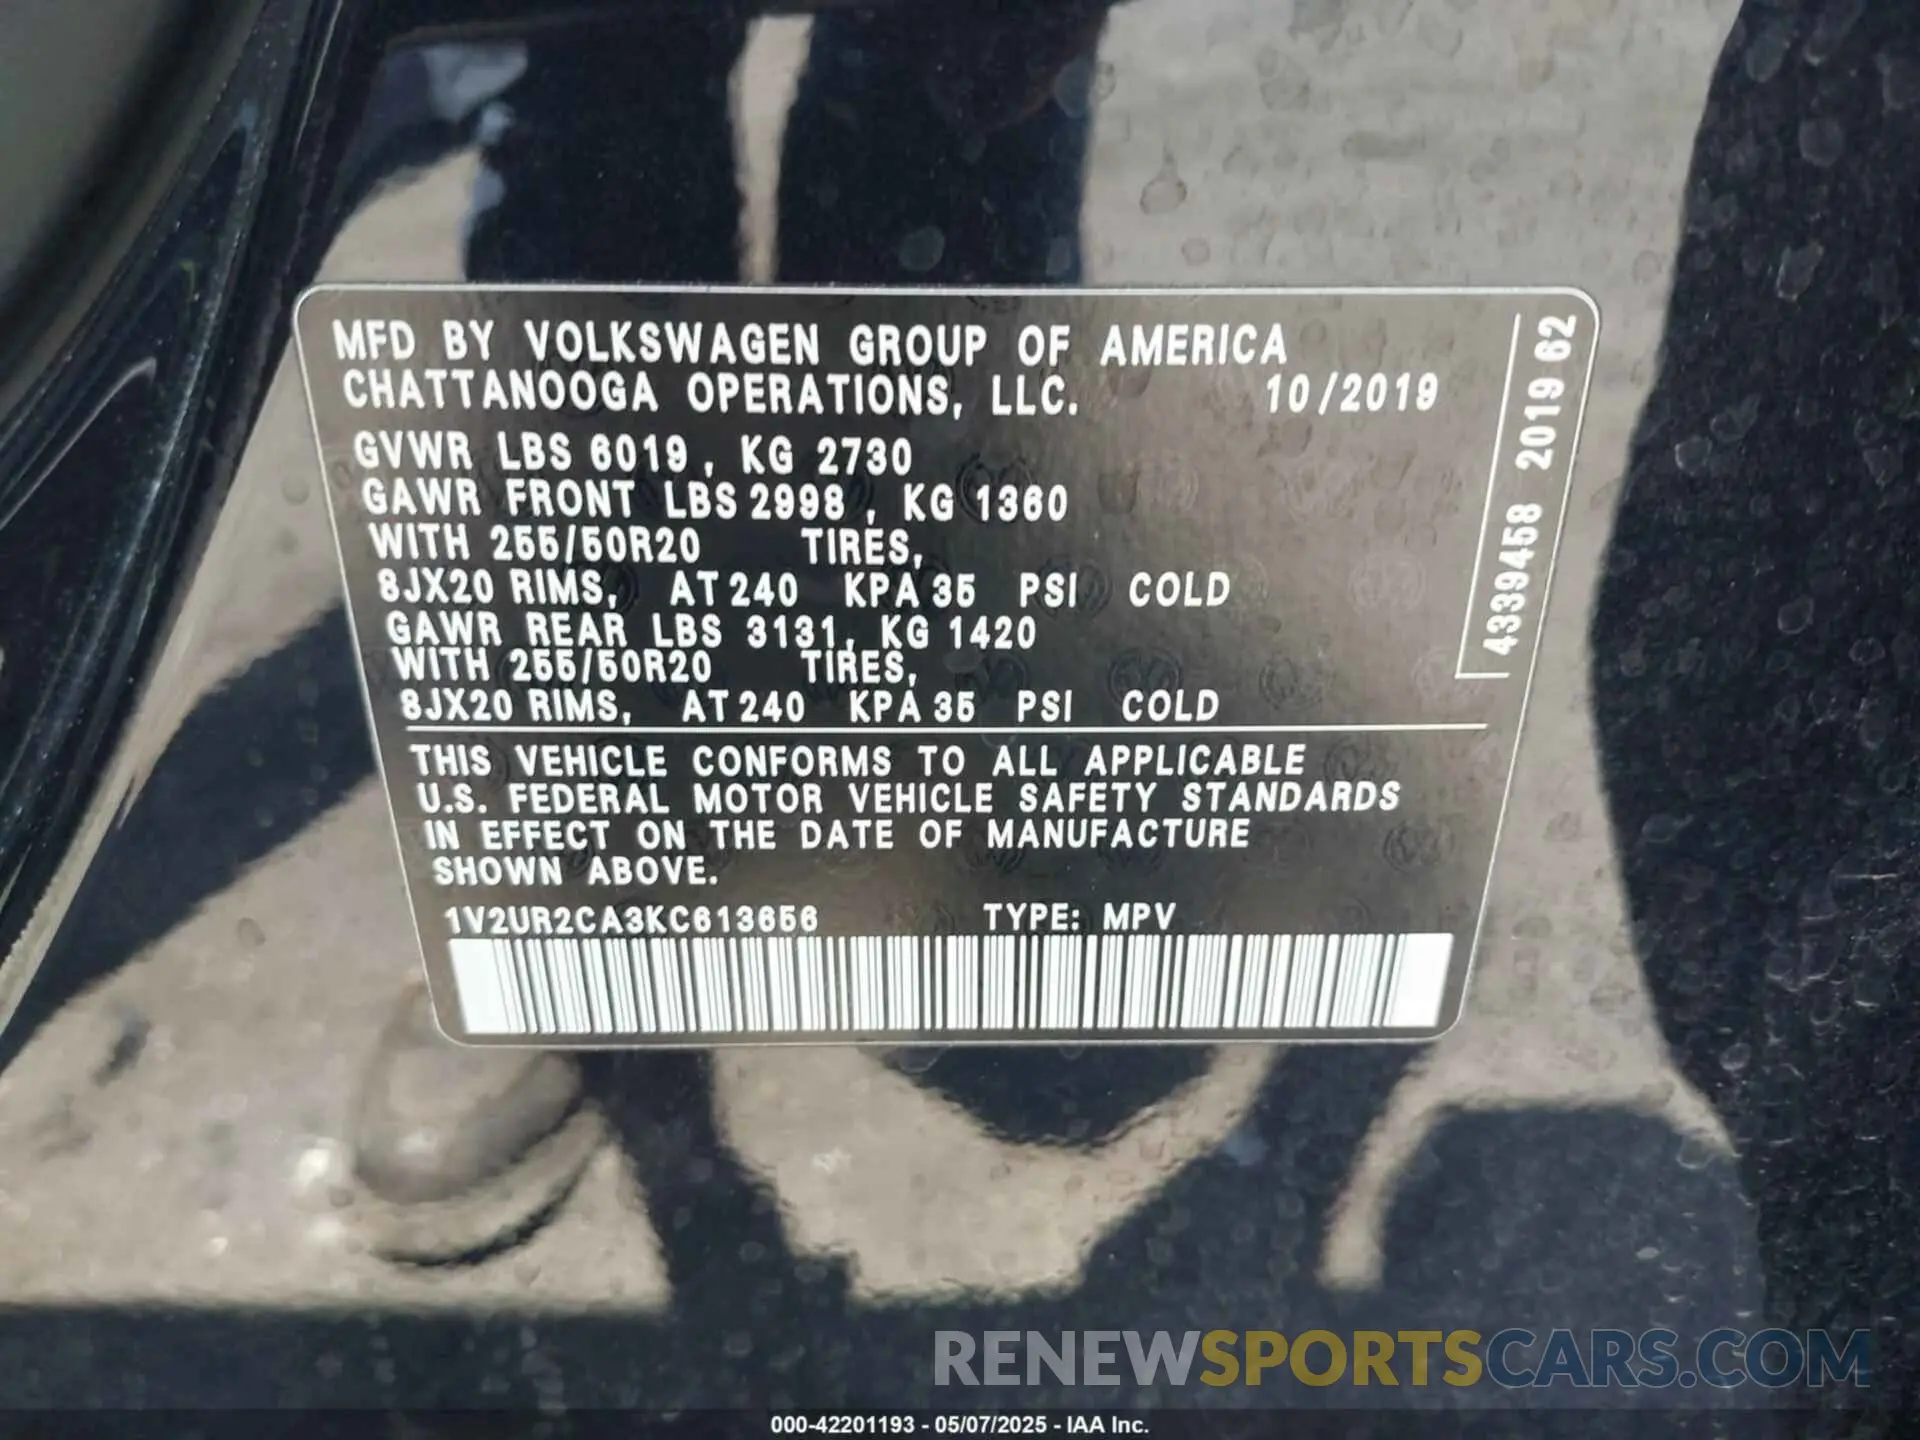 MFD BY VOLKSWAGEN GROUP OF AMERICA
CHATTANOOGA OPERATIONS, LLC. 10/2019
GVWR LBS 6019, KG 2730
GAWR FRONT LBS 2998, KG 1360
WITH 255/50R20 TIRES,
8JX20 RIMS, AT 240 KPA 35 PSI COLD
GAWR REAR LBS 3131, KG 1420
WITH 255/50R20 TIRES,
8JX20 RIMS, AT 240 KPA 35 PSI COLD
THIS VEHICLE CONFORMS TO ALL APPLICABLE
U.S. FEDERAL MOTOR VEHICLE SAFETY STANDARDS
IN EFFECT ON THE DATE OF MANUFACTURE
SHOWN ABOVE.
1V2UR2CA3KC613656 TYPE: MPV
4339458 2019 62
RENEWSPORTSCARS.COM
000-42201193 - 05/07/2025 - IAA Inc.